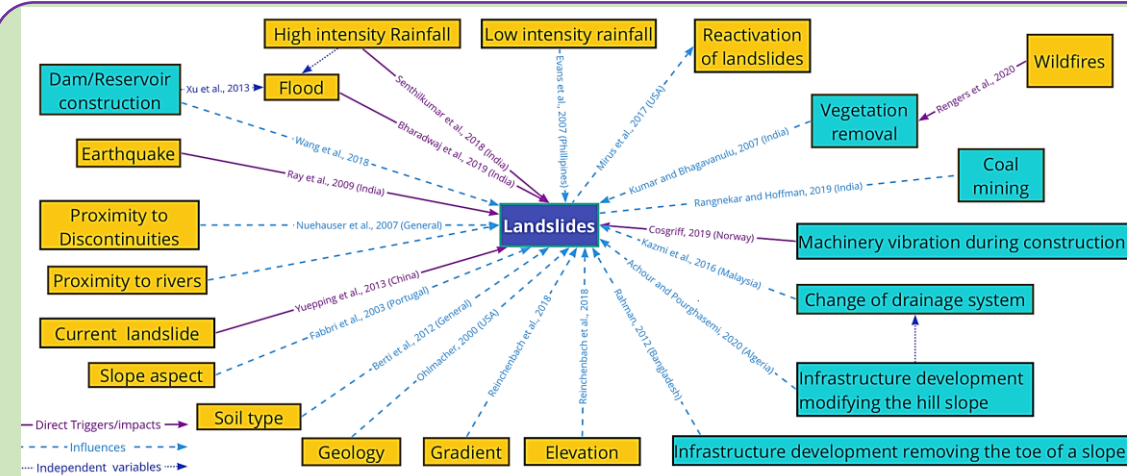 High intensity Rainfall
Low intensity rainfall
Reactivation
of landslides
Wildfires
Dam/Reservoir
construction
Xu et al., 2013
Flood
Senthilkumar et al., 2018 (India)
Bharadwaj et al., 2019 (India)
Evans et al., 2007 (Phillipines)
Mirus et al., 2017 (USA)
Rengers et al., 2020
Vegetation
removal
Wang et al., 2018
Kumar and Bhagavanulu, 2007 (India)
Earthquake
Ray et al., 2009 (India)
Coal
mining
Rangnekar and Hoffman, 2019 (India)
Proximity to
Discontinuities
Nuehauser et al., 2007 (General)
Landslides
Cosgriff, 2019 (Norway)
Machinery vibration during construction
Proximity to rivers
Kazmi et al., 2016 (Malaysia)
Change of drainage system
Yuepping et al., 2013 (China)
Current landslide
Fabbri et al., 2003 (Portugal)
Slope aspect
Achour and Pourghasemi, 2020 (Algeria)
Infrastructure development
modifying the hill slope
Berti et al., 2012 (General)
Soil type
Ohlmacher, 2000 (USA)
Geology
Reinchenbach et al., 2018
Gradient
Reinchenbach et al., 2018
Elevation
Rahman, 2012 (Bangladesh)
Infrastructure development removing the toe of a slope
Direct Triggers/impacts
Influences
Independent variables